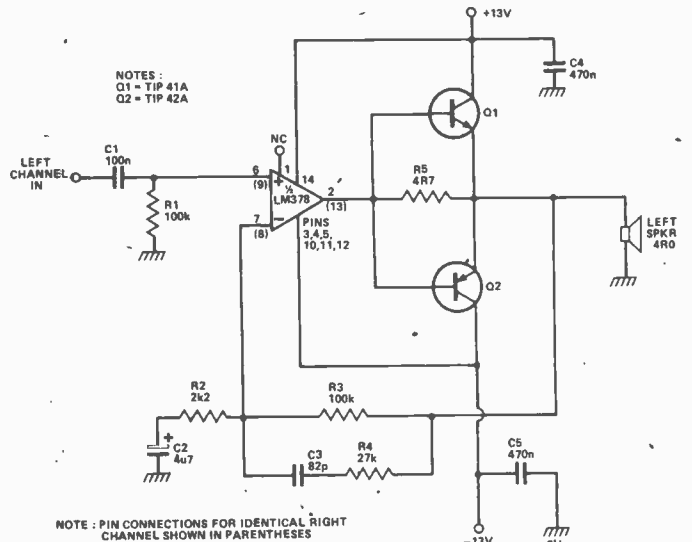 +13V
C4
470n
NOTES :
Q1 = TIP 41A
Q2 = TIP 42A
Q1
NC
C1
100n
LEFT
CHANNEL
IN
6
(9)
1
14
+
½
LM378
2
(13)
R5
4R7
R1
100k
7
(8)
−
PINS
3,4,5,
10,11,12
LEFT
SPKR
4R0
Q2
R2
2k2
R3
100k
+
C2
4u7
C3
82p
R4
27k
C5
470n
NOTE : PIN CONNECTIONS FOR IDENTICAL RIGHT
CHANNEL SHOWN IN PARENTHESES
−13V